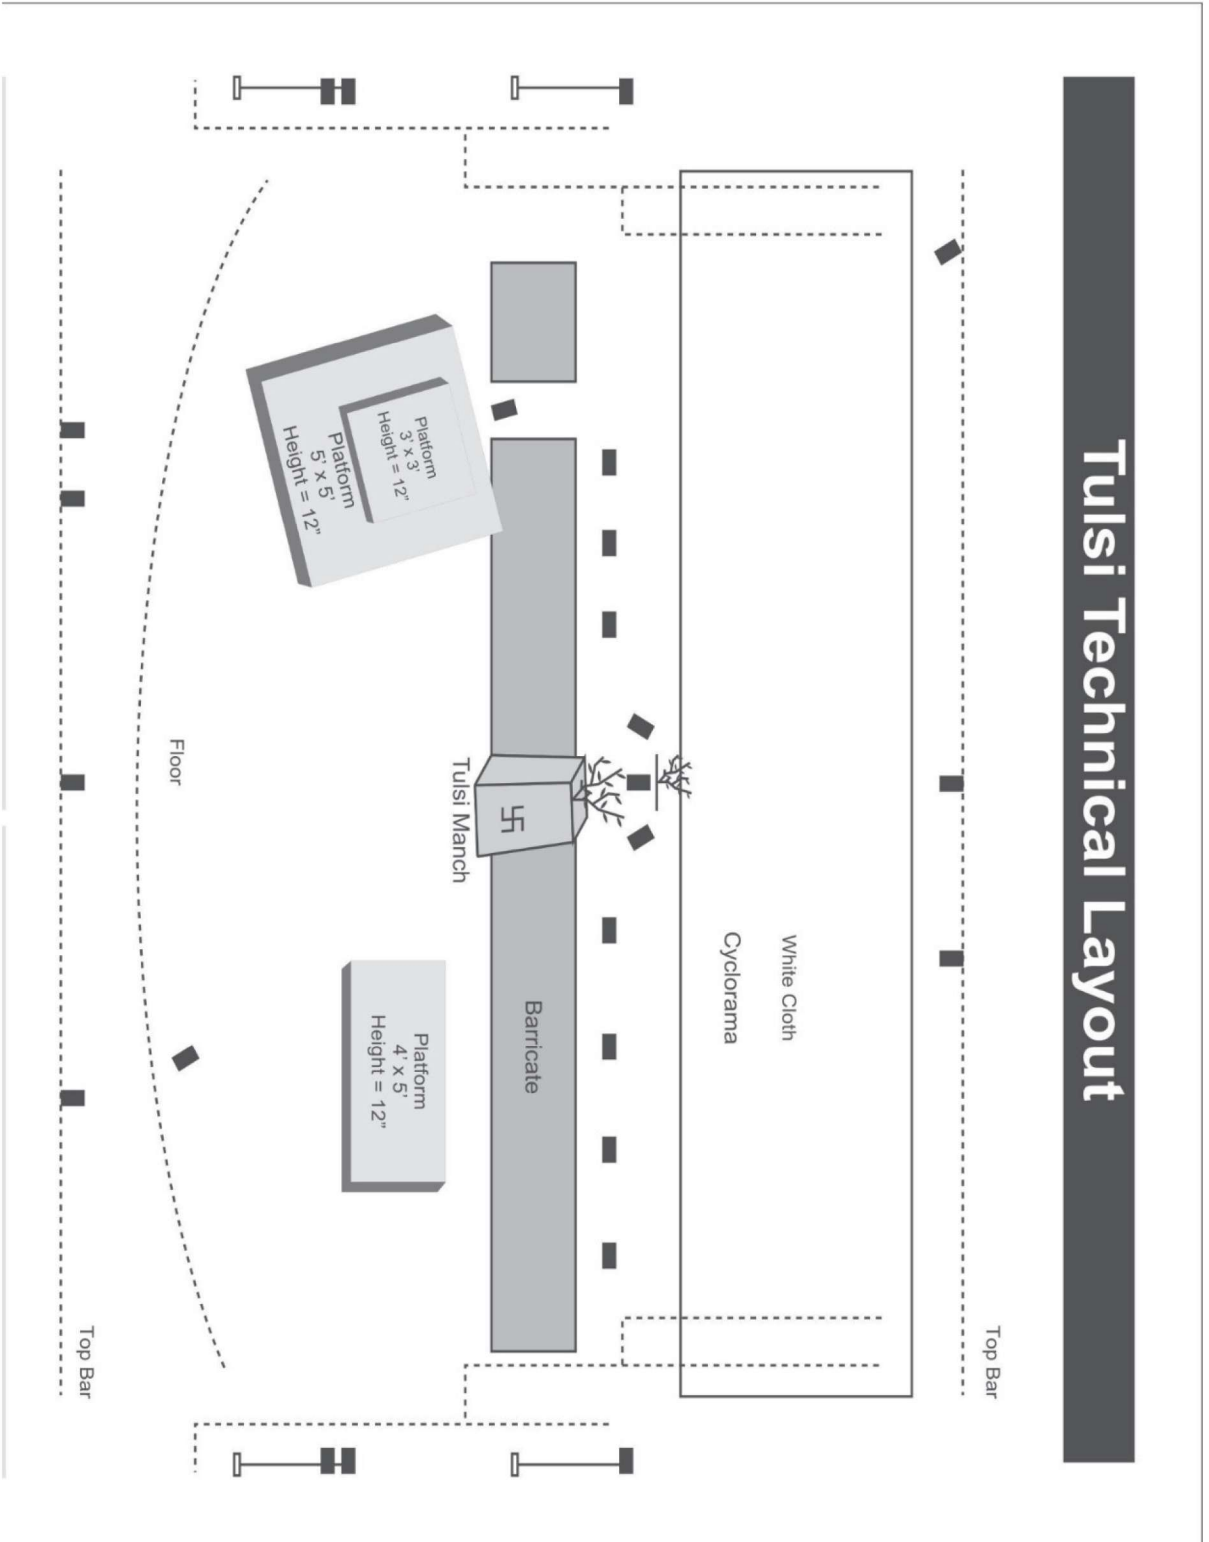 Tulsi Technical Layout
Top Bar
White Cloth
Cyclorama
Barricate
Tulsi Manch
Platform
3' x 3'
Height = 12"
Platform
5' x 5'
Height = 12"
Platform
4' x 5'
Height = 12"
Floor
Top Bar